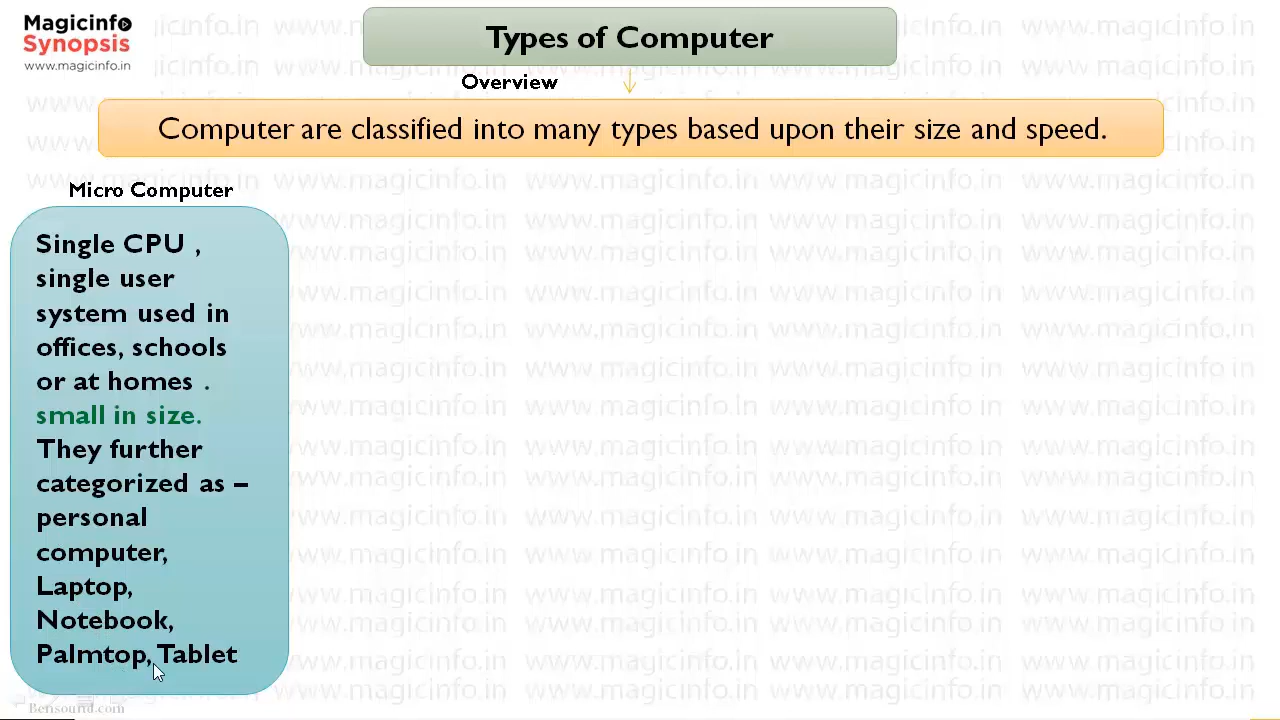 Magicinfo
Synopsis
www.magicinfo.in
Types of Computer
Overview
Computer are classified into many types based upon their size and speed.
Micro Computer
Single CPU ,
single user
system used in
offices, schools
or at homes .
small in size.
They further
categorized as –
personal
computer,
Laptop,
Notebook,
Palmtop, Tablet
Bensound.com